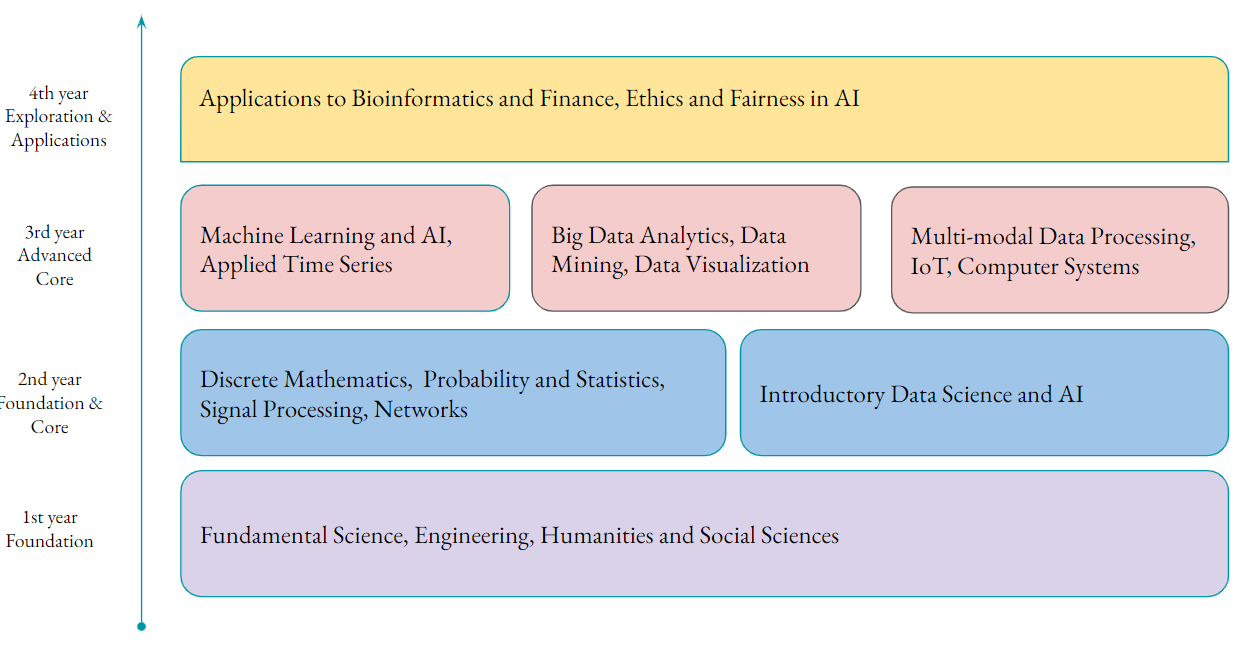 4th year
Exploration &
Applications
Applications to Bioinformatics and Finance, Ethics and Fairness in AI
3rd year
Advanced
Core
Machine Learning and AI,
Applied Time Series
Big Data Analytics, Data
Mining, Data Visualization
Multi-modal Data Processing,
IoT, Computer Systems
2nd year
Foundation &
Core
Discrete Mathematics,  Probability and Statistics,
Signal Processing, Networks
Introductory Data Science and AI
1st year
Foundation
Fundamental Science, Engineering, Humanities and Social Sciences